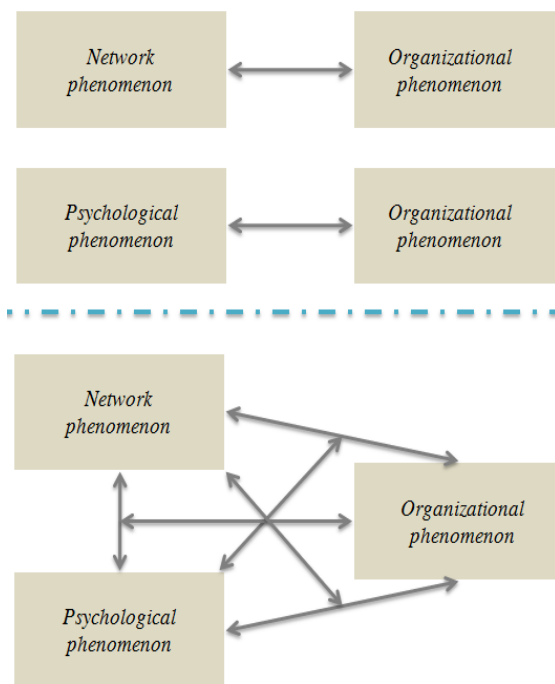 Network
phenomenon
Organizational
phenomenon
Psychological
phenomenon
Organizational
phenomenon
Network
phenomenon
Organizational
phenomenon
Psychological
phenomenon